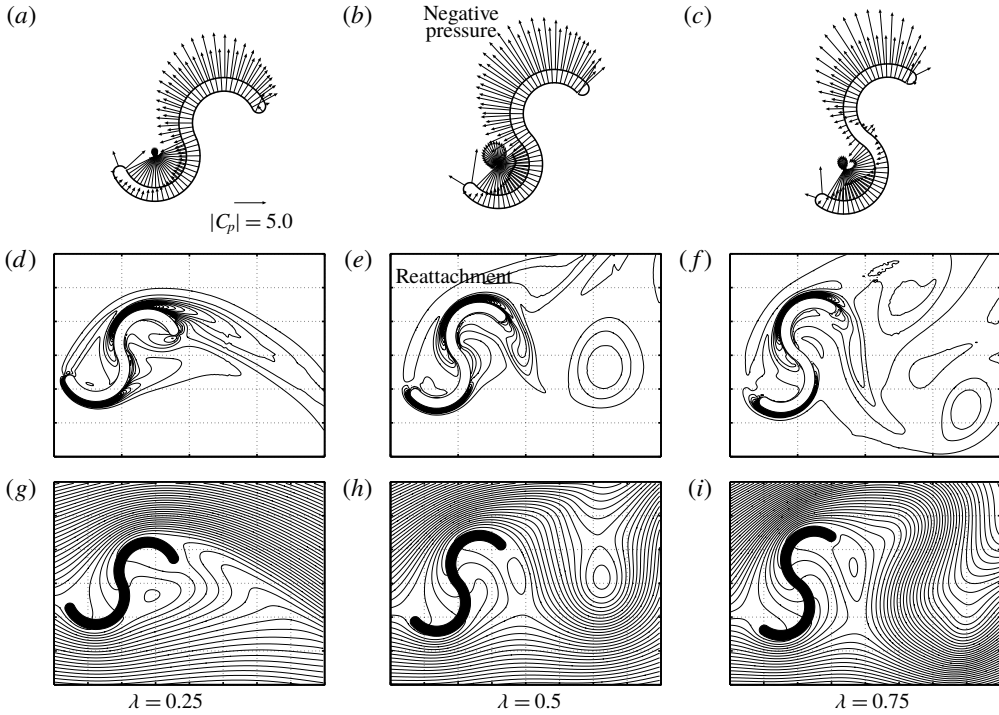 (a)
(b)
(c)
Negative
pressure
|C_p| = 5.0
(d)
(e)
(f)
Reattachment
(g)
(h)
(i)
λ = 0.25
λ = 0.5
λ = 0.75